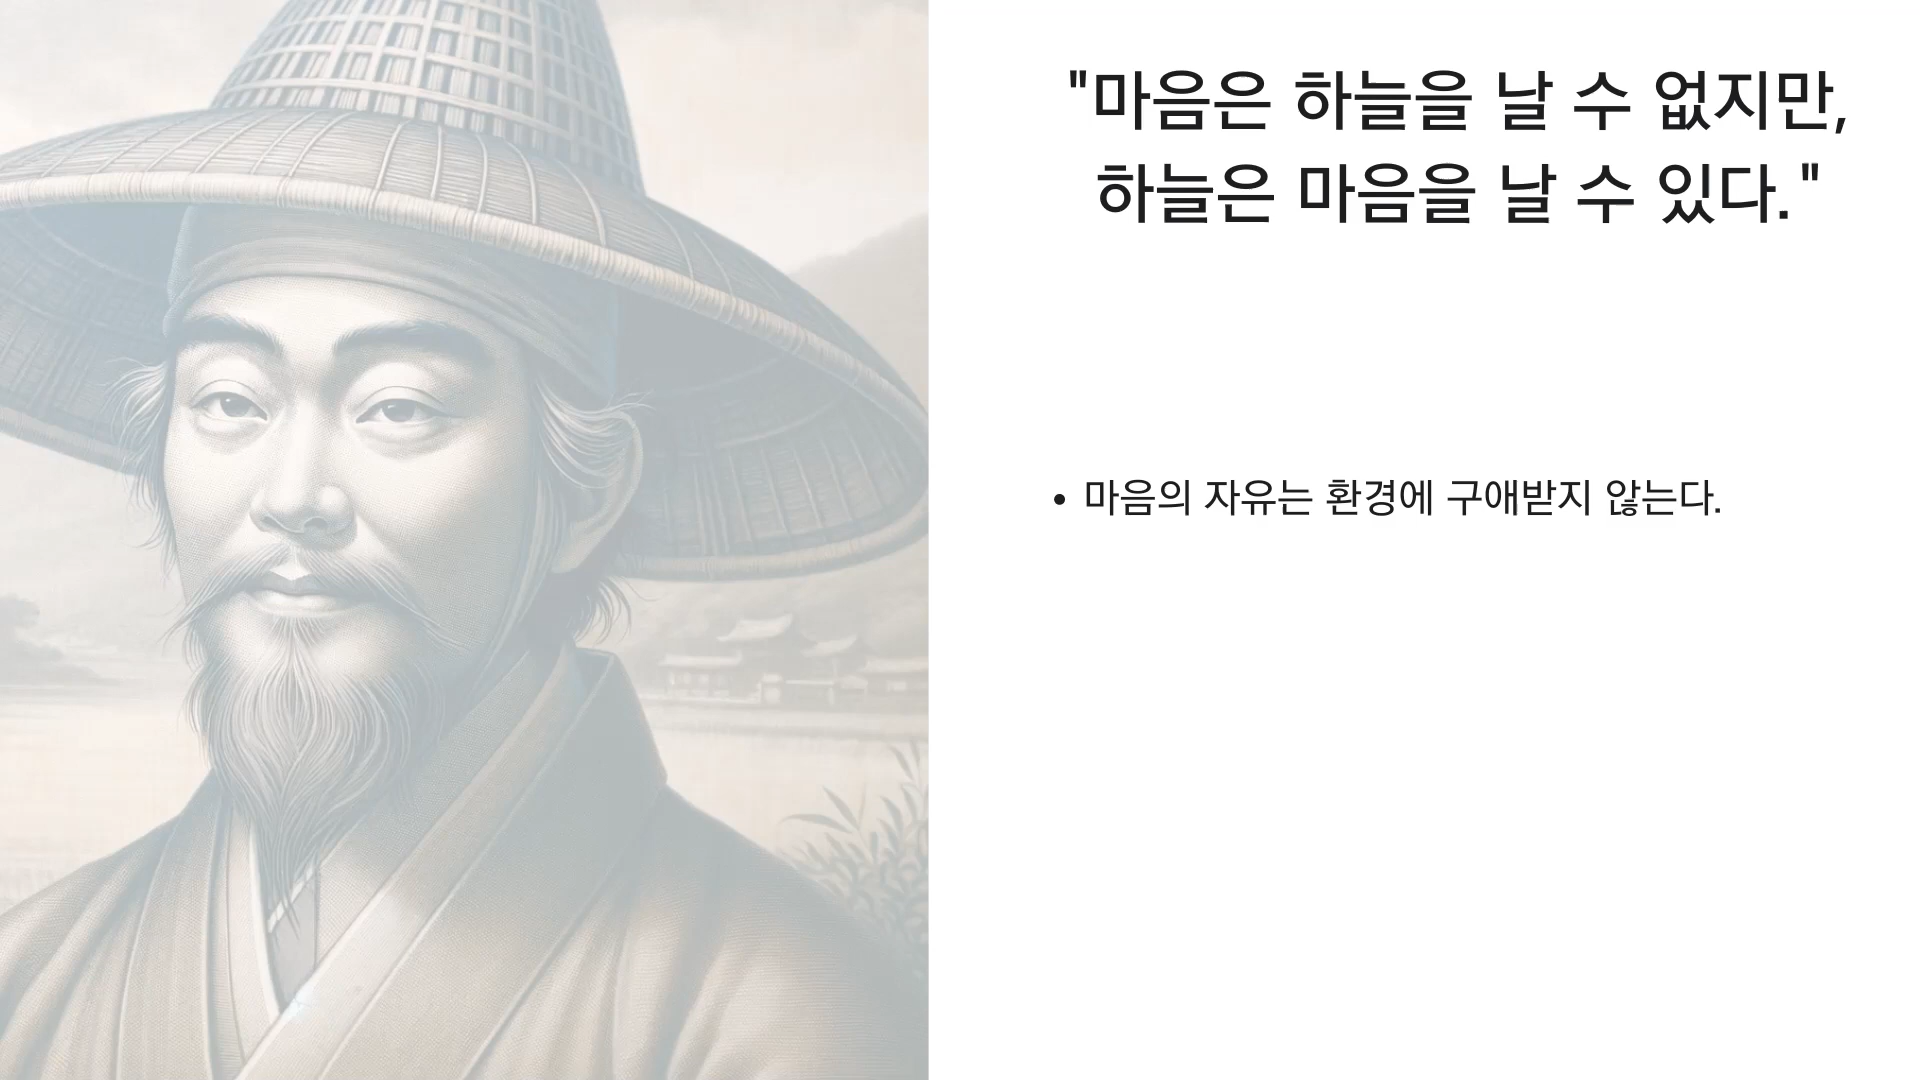 "마음은 하늘을 날 수 없지만,
하늘은 마음을 날 수 있다."
• 마음의 자유는 환경에 구애받지 않는다.